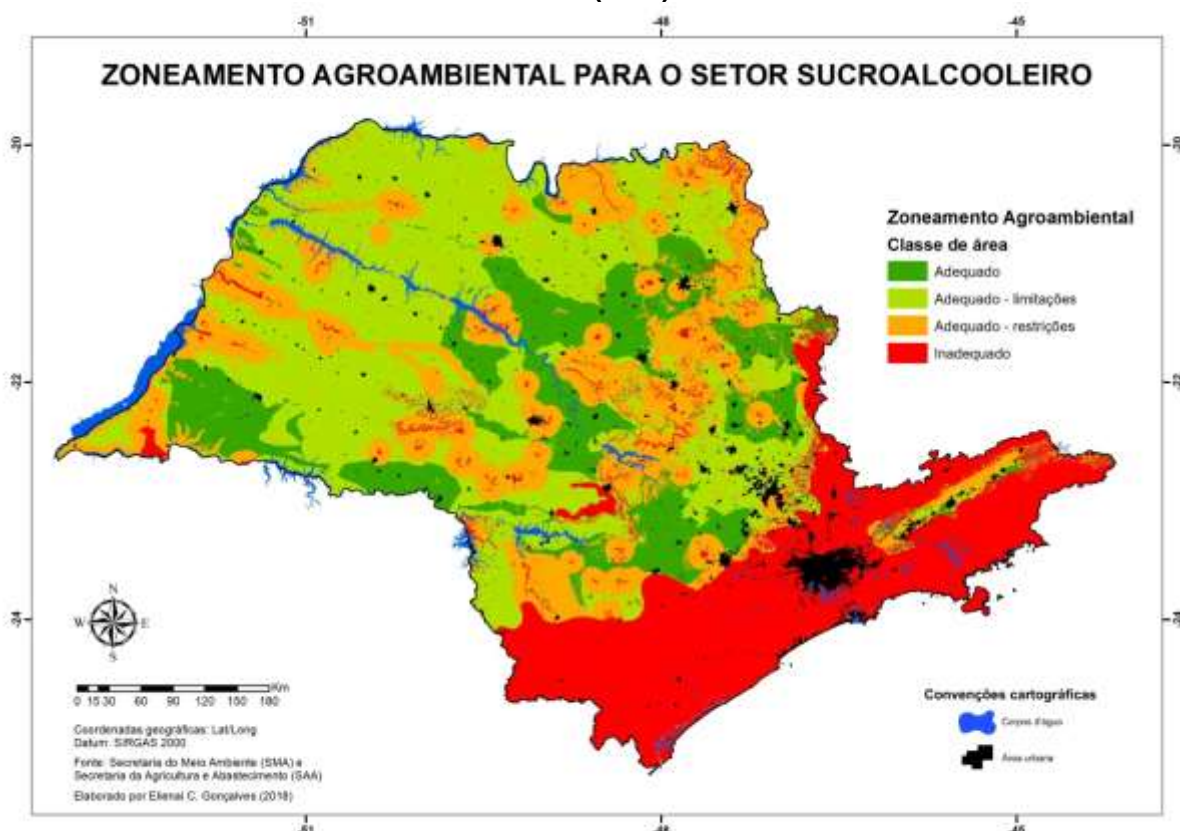 -51 -48 -45
ZONEAMENTO AGROAMBIENTAL PARA O SETOR SUCROALCOOLEIRO
-20 -20
Zoneamento Agroambiental
Classe de área
Adequado
Adequado - limitações
Adequado - restrições
Inadequado
-22 -22
N
W E
S
-24 -24
Km
0 15 30 60 90 120 150 180
Convenções cartográficas
Corpos d'água
Área urbana
Coordenadas geográficas: Lat/Long
Datum: SIRGAS 2000
Fonte: Secretaria do Meio Ambiente (SMA) e
Secretaria da Agricultura e Abastecimento (SAA)
Elaborado por Elienai C. Gonçalves (2018)
-51 -48 -45